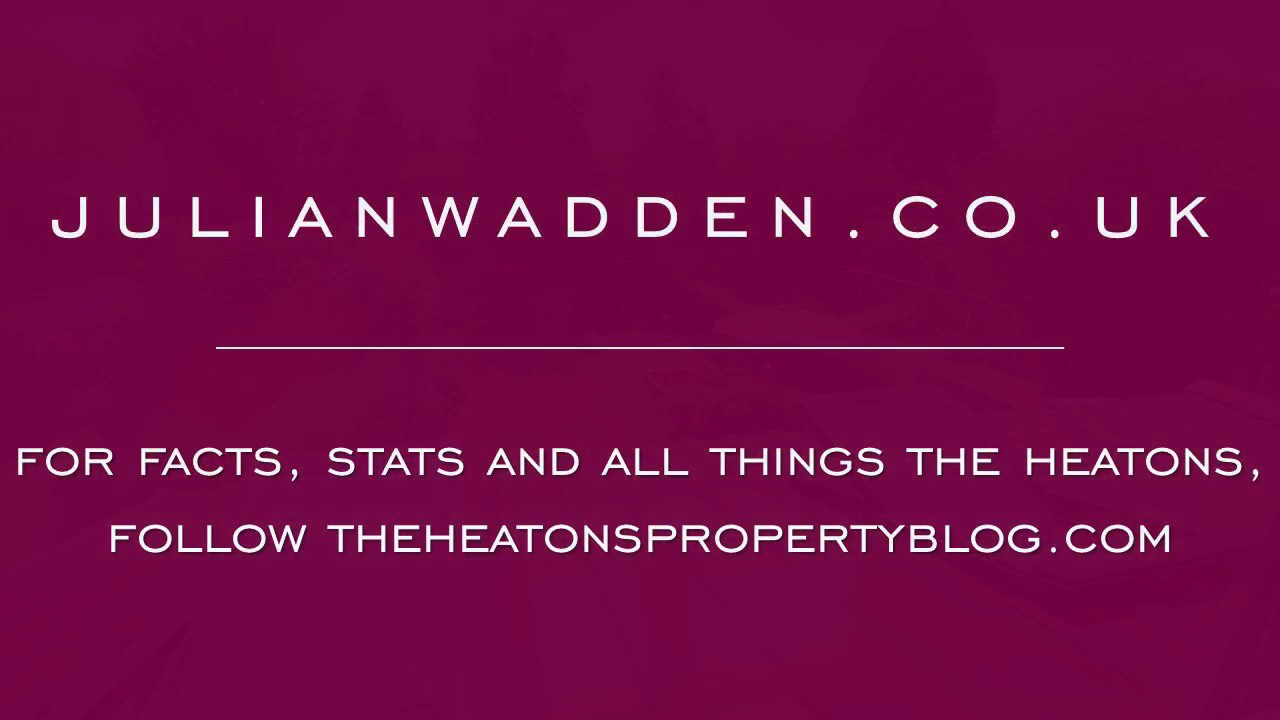 JULIANWADDEN.CO.UK
FOR FACTS, STATS AND ALL THINGS THE HEATONS,
FOLLOW THEHEATONSPROPERTYBLOG.COM